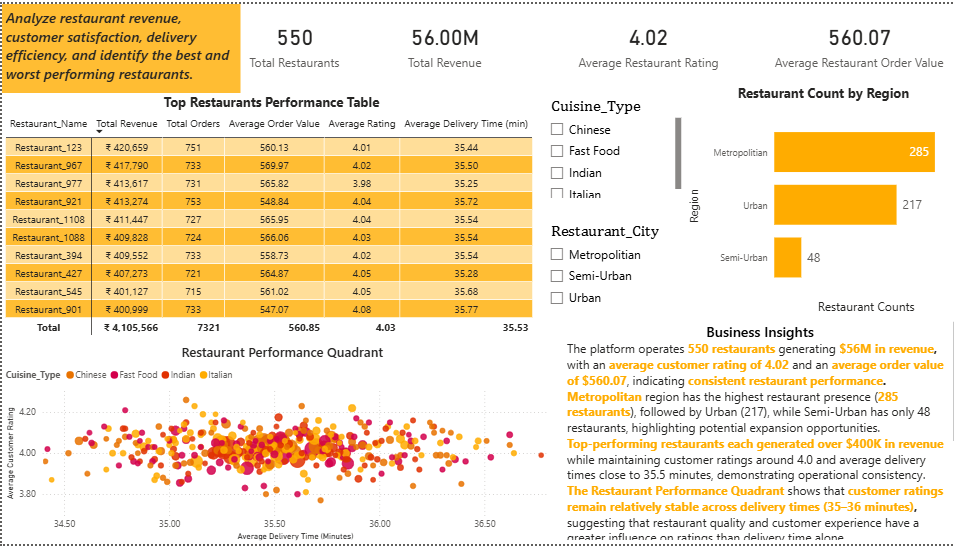 Analyze restaurant revenue,
customer satisfaction, delivery
efficiency, and identify the best and
worst performing restaurants.
550
Total Restaurants
56.00M
Total Revenue
4.02
Average Restaurant Rating
560.07
Average Restaurant Order Value
Top Restaurants Performance Table
Restaurant_Name Total Revenue Total Orders Average Order Value Average Rating Average Delivery Time (min)
Restaurant_123 ₹ 420,659 751 560.13 4.01 35.44
Restaurant_967 ₹ 417,790 733 569.97 4.02 35.50
Restaurant_977 ₹ 413,617 731 565.82 3.98 35.25
Restaurant_921 ₹ 413,274 753 548.84 4.04 35.72
Restaurant_1108 ₹ 411,447 727 565.95 4.04 35.54
Restaurant_1088 ₹ 409,828 724 566.06 4.03 35.54
Restaurant_394 ₹ 409,552 733 558.73 4.02 35.54
Restaurant_427 ₹ 407,273 721 564.87 4.05 35.28
Restaurant_545 ₹ 401,127 715 561.02 4.05 35.68
Restaurant_901 ₹ 400,999 733 547.07 4.08 35.77
Total ₹ 4,105,566 7321 560.85 4.03 35.53
Cuisine_Type
Chinese
Fast Food
Indian
Italian
Restaurant_City
Metropolitan
Semi-Urban
Urban
Restaurant Count by Region
Region
Metropolitan 285
Urban 217
Semi-Urban 48
Restaurant Counts
Restaurant Performance Quadrant
Cuisine_Type Chinese Fast Food Indian Italian
Average Customer Rating
4.20
4.00
3.80
34.50 35.00 35.50 36.00 36.50
Average Delivery Time (Minutes)
Business Insights
The platform operates 550 restaurants generating $56M in revenue,
with an average customer rating of 4.02 and an average order value
of $560.07, indicating consistent restaurant performance.
Metropolitan region has the highest restaurant presence (285
restaurants), followed by Urban (217), while Semi-Urban has only 48
restaurants, highlighting potential expansion opportunities.
Top-performing restaurants each generated over $400K in revenue
while maintaining customer ratings around 4.0 and average delivery
times close to 35.5 minutes, demonstrating operational consistency.
The Restaurant Performance Quadrant shows that customer ratings
remain relatively stable across delivery times (35–36 minutes),
suggesting that restaurant quality and customer experience have a
greater influence on ratings than delivery time alone.